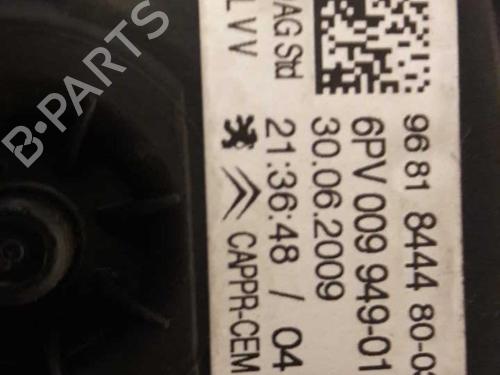 96 81 8444 80-0
6PV 009 949-01
30.06.2009
21:36:48 / 04
CAPPR-CEM
AG Std
L V V
B-PARTS